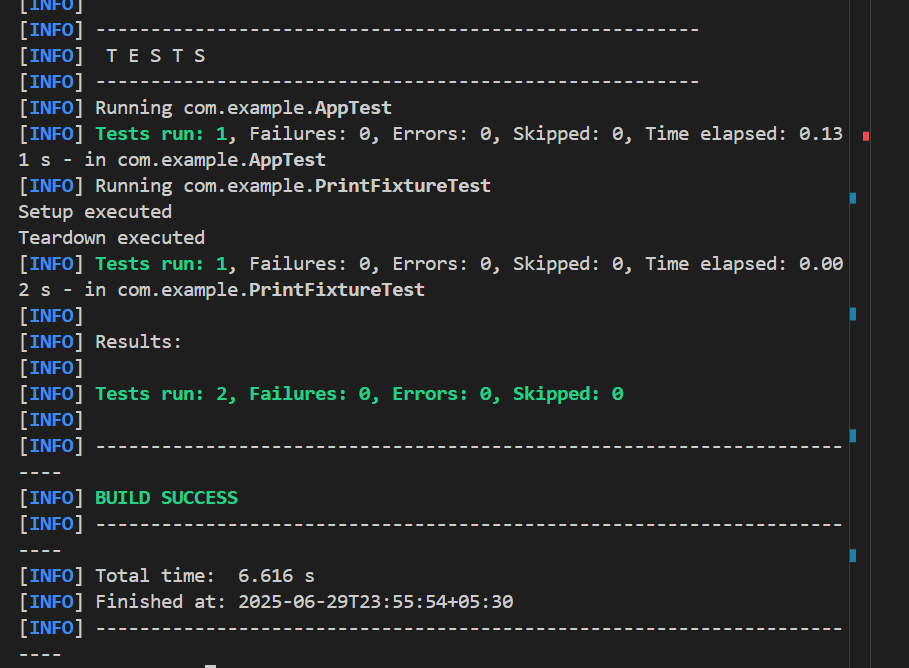 [INFO]
[INFO] -------------------------------------------------------
[INFO]  T E S T S
[INFO] -------------------------------------------------------
[INFO] Running com.example.AppTest
[INFO] Tests run: 1, Failures: 0, Errors: 0, Skipped: 0, Time elapsed: 0.13
1 s - in com.example.AppTest
[INFO] Running com.example.PrintFixtureTest
Setup executed
Teardown executed
[INFO] Tests run: 1, Failures: 0, Errors: 0, Skipped: 0, Time elapsed: 0.00
2 s - in com.example.PrintFixtureTest
[INFO]
[INFO] Results:
[INFO]
[INFO] Tests run: 2, Failures: 0, Errors: 0, Skipped: 0
[INFO]
[INFO] --------------------------------------------------------------------
----
[INFO] BUILD SUCCESS
[INFO] --------------------------------------------------------------------
----
[INFO] Total time:  6.616 s
[INFO] Finished at: 2025-06-29T23:55:54+05:30
[INFO] --------------------------------------------------------------------
----